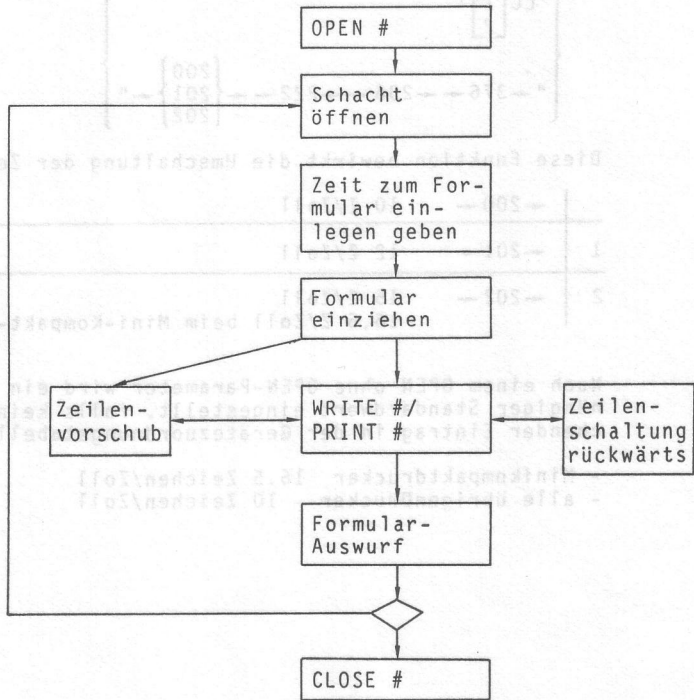 OPEN #
Schacht
öffnen
Zeit zum For-
mular ein-
legen geben
Formular
einziehen
Zeilen-
vorschub
WRITE #/
PRINT #
Zeilen-
schaltung
rückwärts
Formular-
Auswurf
CLOSE #